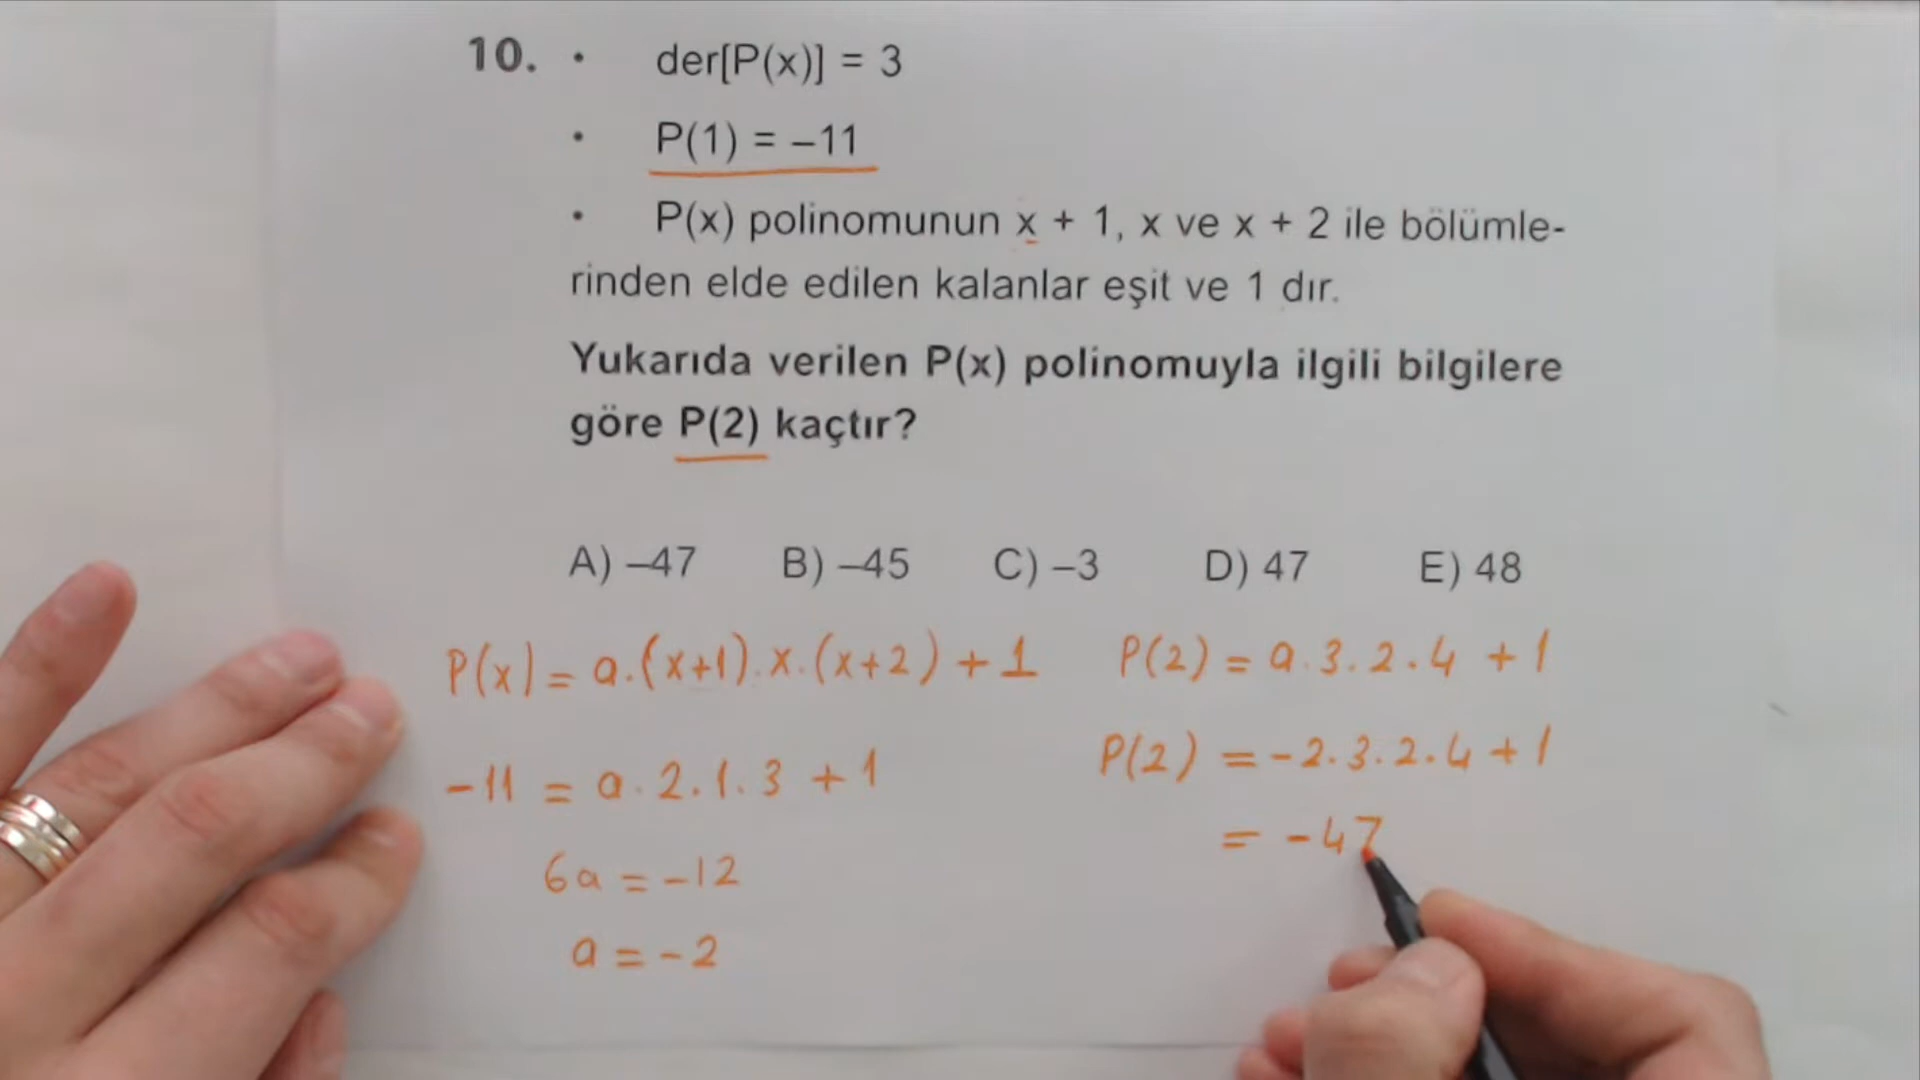 10. • der[P(x)] = 3
• P(1) = –11
• P(x) polinomunun x + 1, x ve x + 2 ile bölümle-
rinden elde edilen kalanlar eşit ve 1 dır.
Yukarıda verilen P(x) polinomuyla ilgili bilgilere
göre P(2) kaçtır?
A) –47 B) –45 C) –3 D) 47 E) 48
P(x) = a.(x+1).x.(x+2) + 1
-11 = a.2.1.3 + 1
6a = -12
a = -2
P(2) = a.3.2.4 + 1
P(2) = -2.3.2.4 + 1
= -47